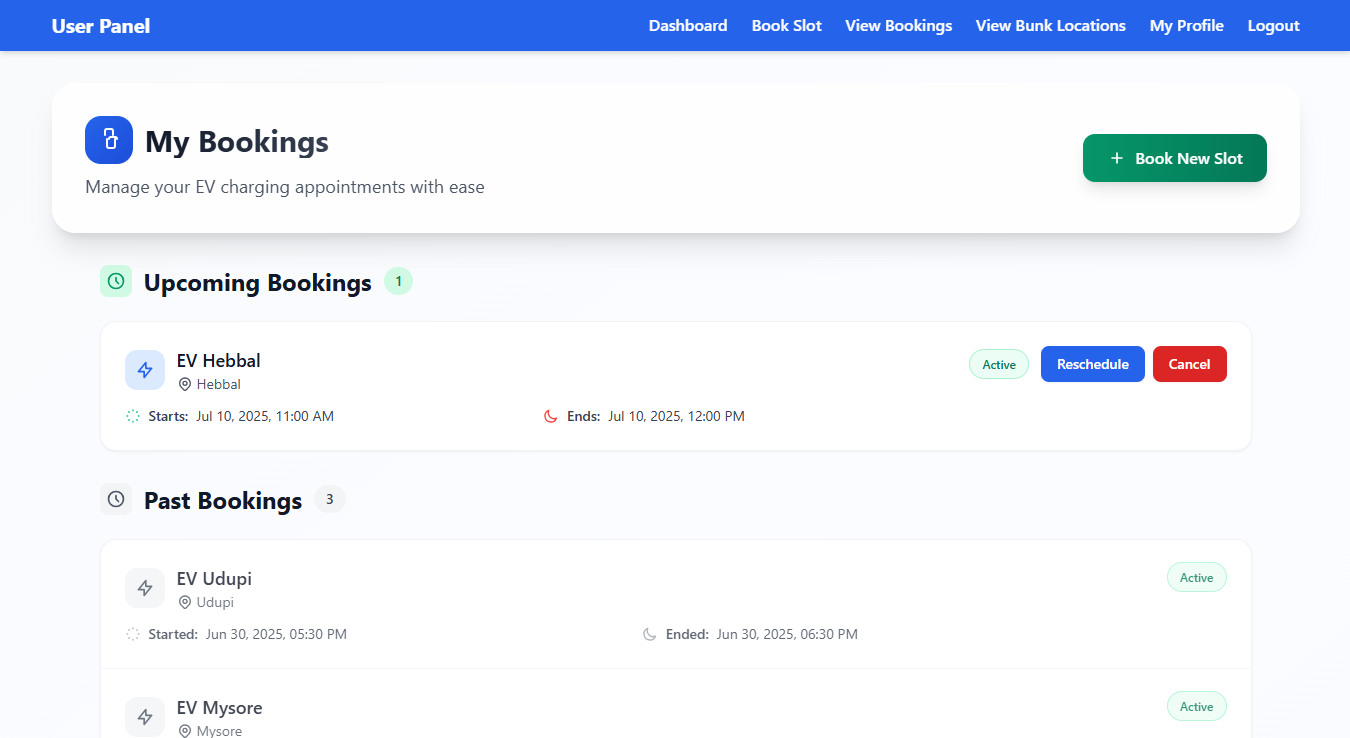 User Panel Dashboard Book Slot View Bookings View Bunk Locations My Profile Logout
My Bookings
Manage your EV charging appointments with ease
+ Book New Slot
Upcoming Bookings 1
EV Hebbal
Hebbal
Active Reschedule Cancel
Starts: Jul 10, 2025, 11:00 AM Ends: Jul 10, 2025, 12:00 PM
Past Bookings 3
EV Udupi
Udupi
Active
Started: Jun 30, 2025, 05:30 PM Ended: Jun 30, 2025, 06:30 PM
EV Mysore
Mysore
Active